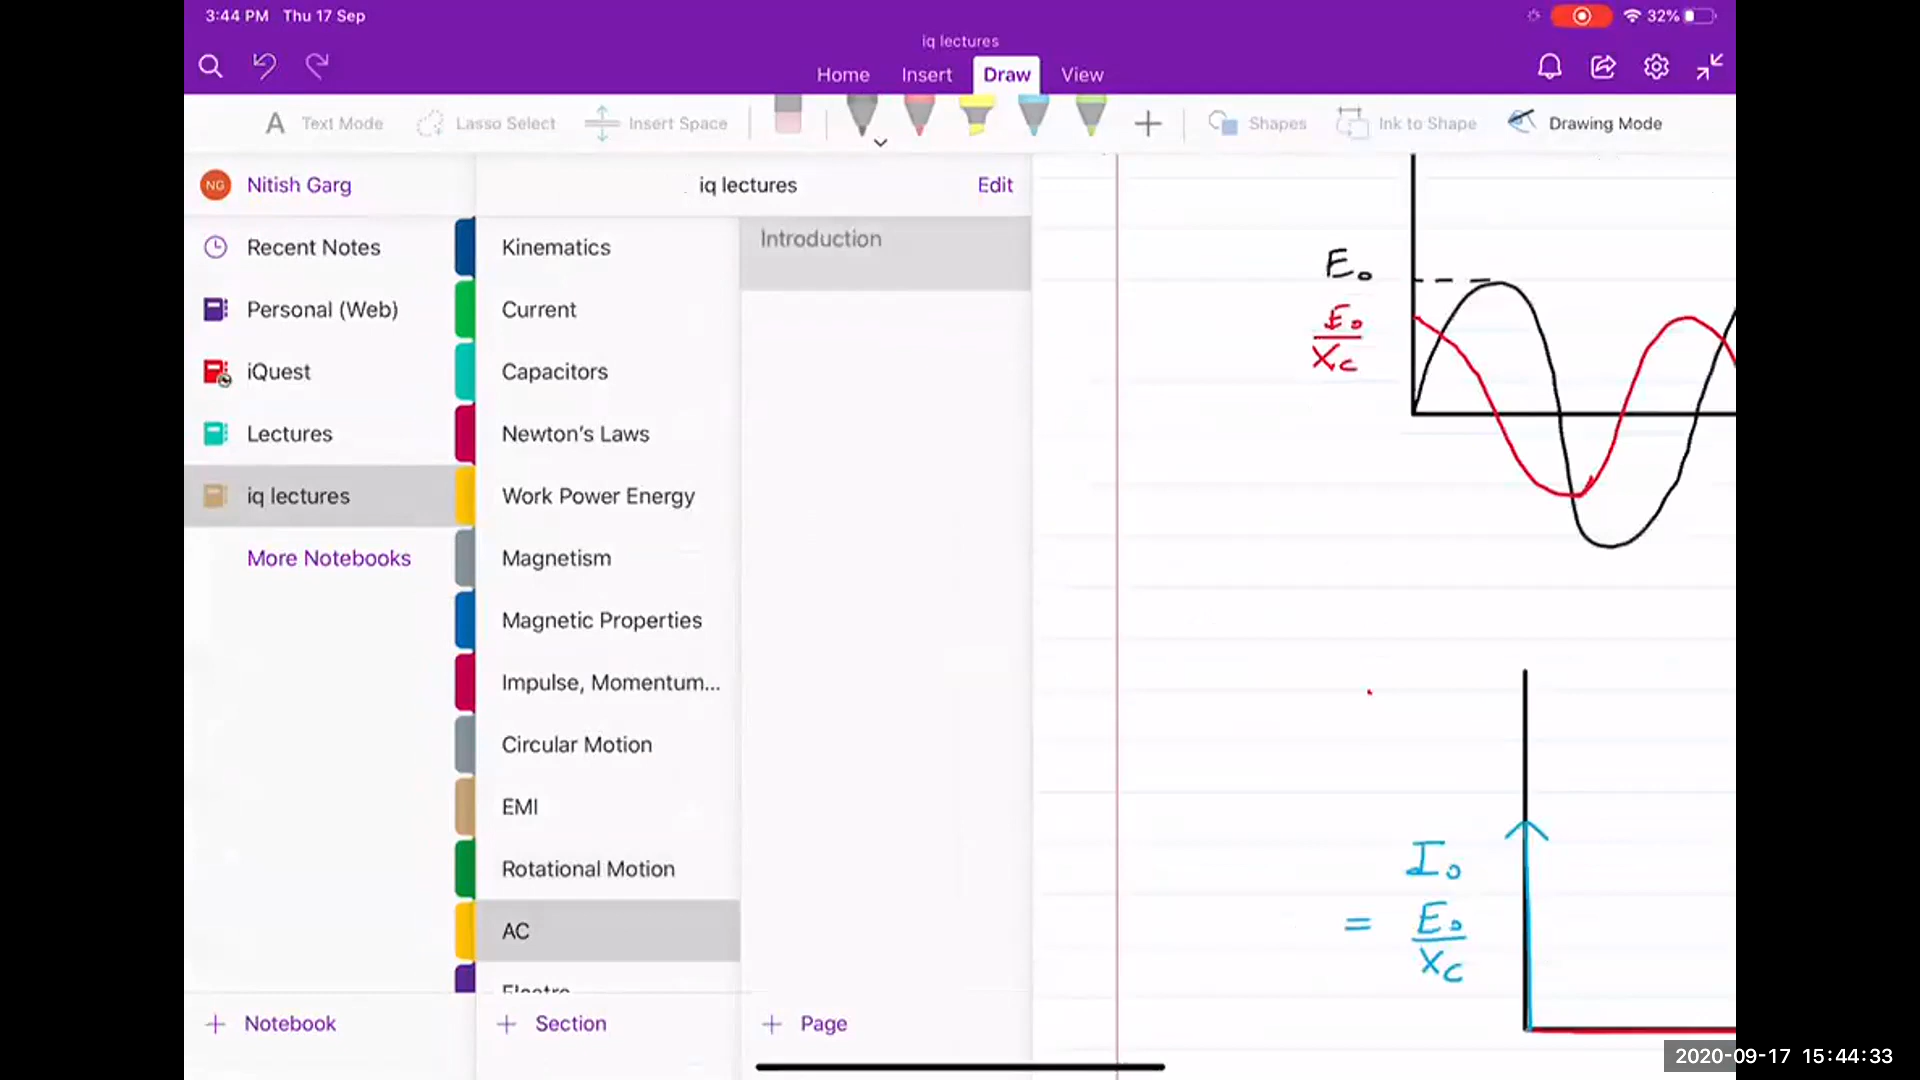 3:44 PM Thu 17 Sep
32%
iq lectures
Home Insert Draw View
Text Mode Lasso Select Insert Space Shapes Ink to Shape Drawing Mode
NG Nitish Garg
iq lectures Edit
Recent Notes
Personal (Web)
iQuest
Lectures
iq lectures
More Notebooks
Kinematics
Current
Capacitors
Newton's Laws
Work Power Energy
Magnetism
Magnetic Properties
Impulse, Momentum...
Circular Motion
EMI
Rotational Motion
AC
Electro
Introduction
E₀
E₀
X_C
I₀
= E₀
X_C
+ Notebook + Section + Page
2020-09-17 15:44:33